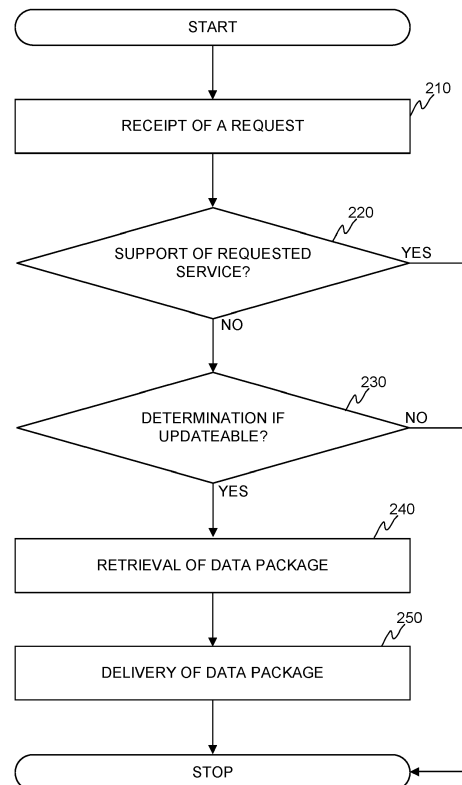 START
210
RECEIPT OF A REQUEST
220
SUPPORT OF REQUESTED
SERVICE?
YES
NO
230
DETERMINATION IF
UPDATEABLE?
NO
YES
240
RETRIEVAL OF DATA PACKAGE
250
DELIVERY OF DATA PACKAGE
STOP